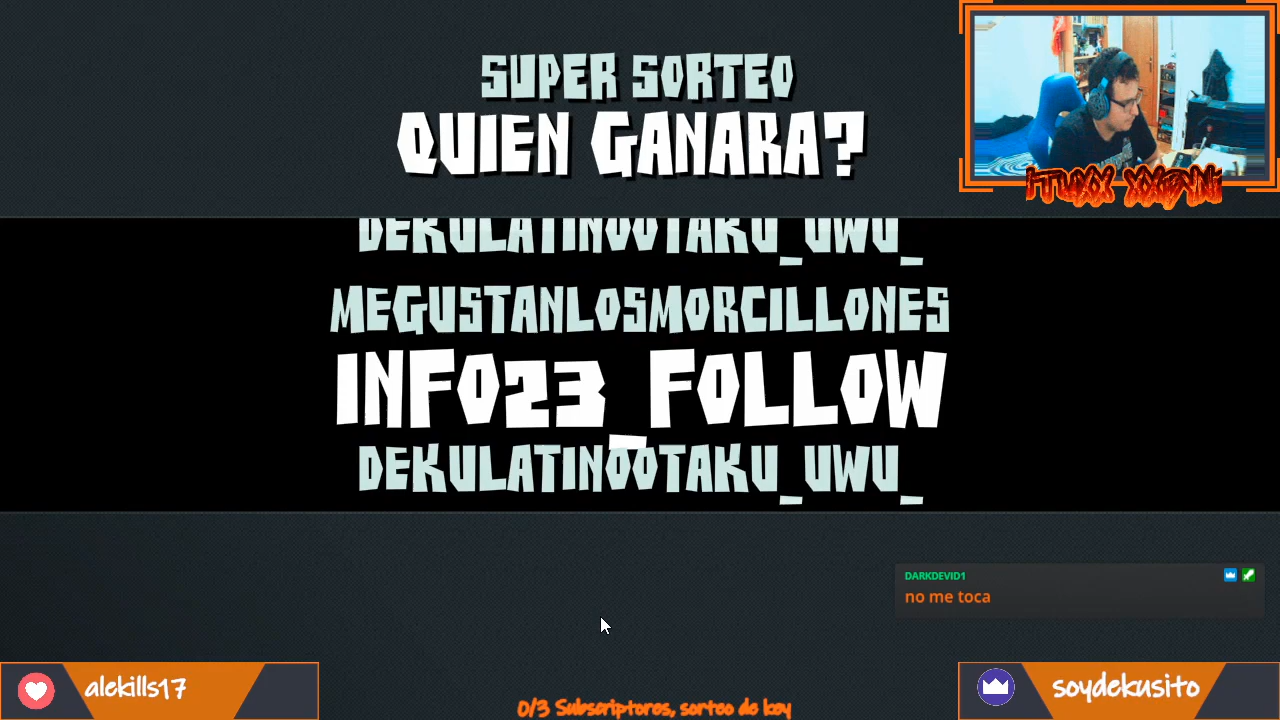 SUPER SORTEO
QUIEN GANARA?
DEKULATINOOTAKU_UWU_
MEGUSTANLOSMORCILLONES
INFO23_FOLLOW
DEKULATINOOTAKU_UWU_
DARKDEVID1
no me toca
alekills17
soydekusito
0/3 Subscriptores, sorteo de key